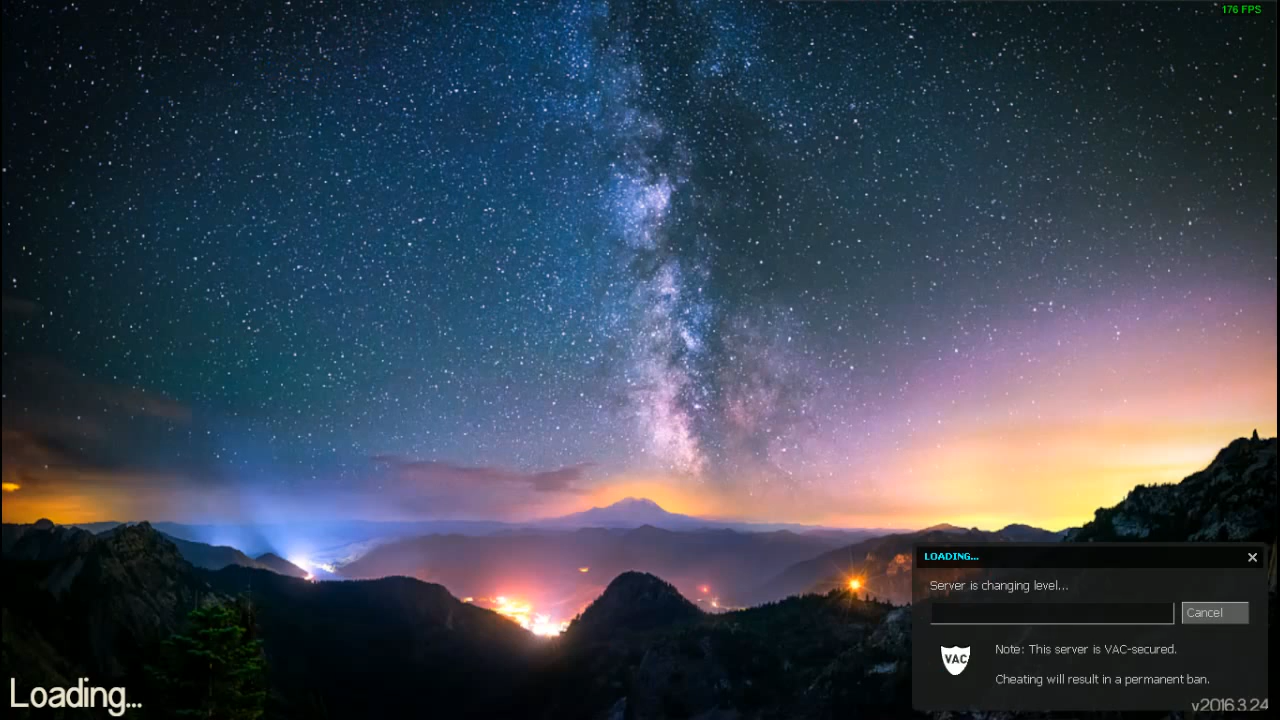 176 FPS
LOADING...
Server is changing level...
Cancel
VAC
Note: This server is VAC-secured.
Cheating will result in a permanent ban.
Loading...
v2016.3.24